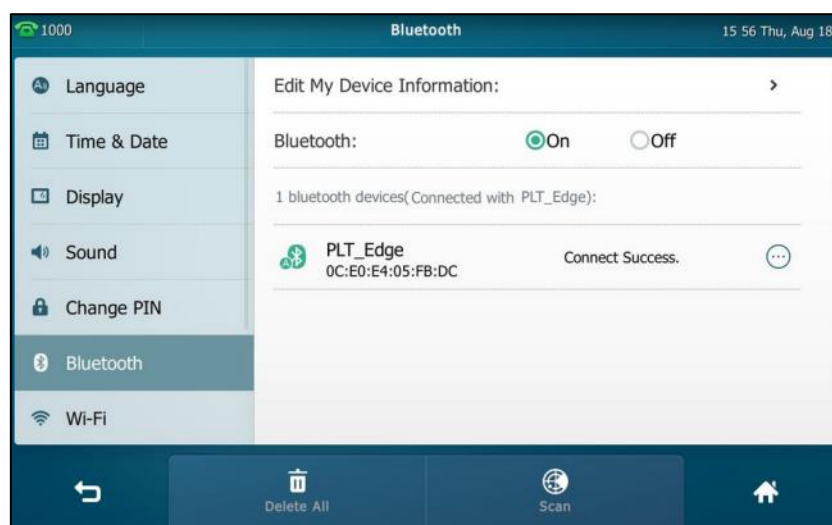 1000 Bluetooth 15 56 Thu, Aug 18
Language
Time & Date
Display
Sound
Change PIN
Bluetooth
Wi-Fi
Edit My Device Information:
Bluetooth: On Off
1 bluetooth devices(Connected with PLT_Edge):
PLT_Edge
0C:E0:E4:05:FB:DC
Connect Success.
Delete All
Scan